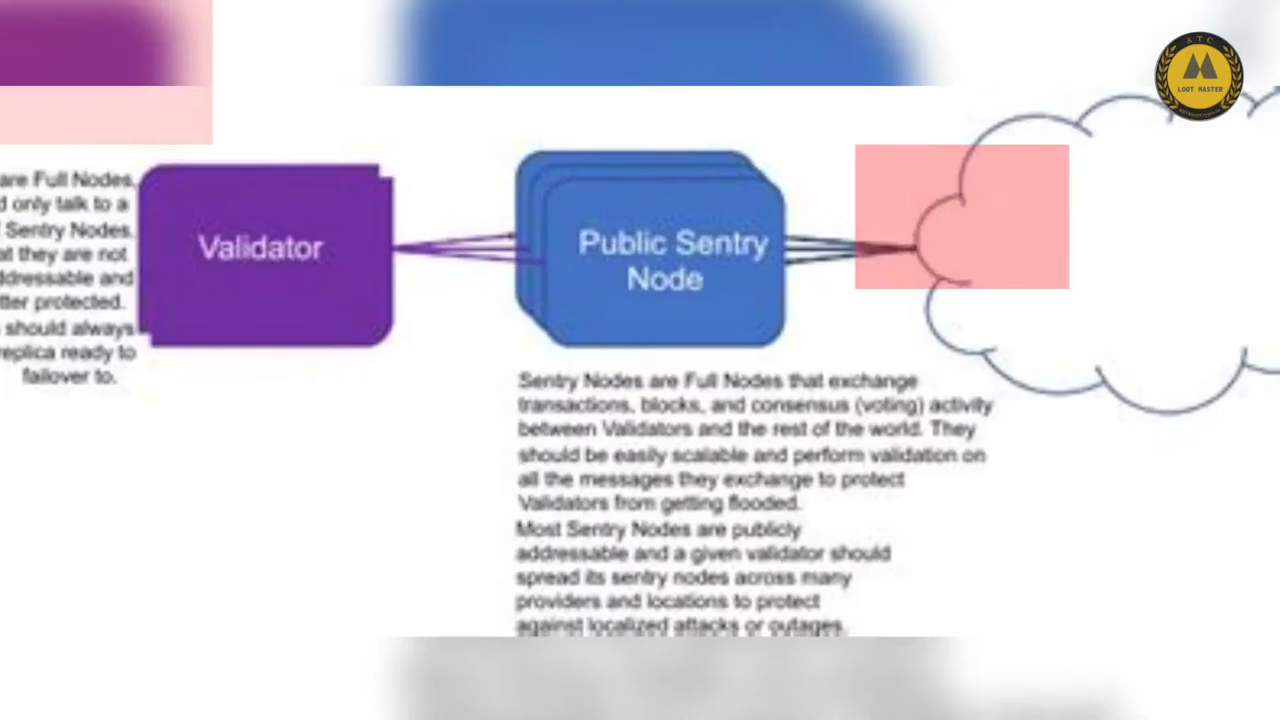 are Full Nodes,
only talk to a
Sentry Nodes.
they are not
and
protected.
should always
ready to
failover to.
Validator
Public Sentry
Node
Sentry Nodes are Full Nodes that exchange
transactions, blocks, and consensus (voting) activity
between Validators and the rest of the world. They
should be easily scalable and perform validation on
all the messages they exchange to protect
Validators from getting flooded.
Most Sentry Nodes are publicly
addressable and a given validator should
spread its sentry nodes across many
providers and locations to protect
against localized attacks or outages.
ATC
LOOT MASTER